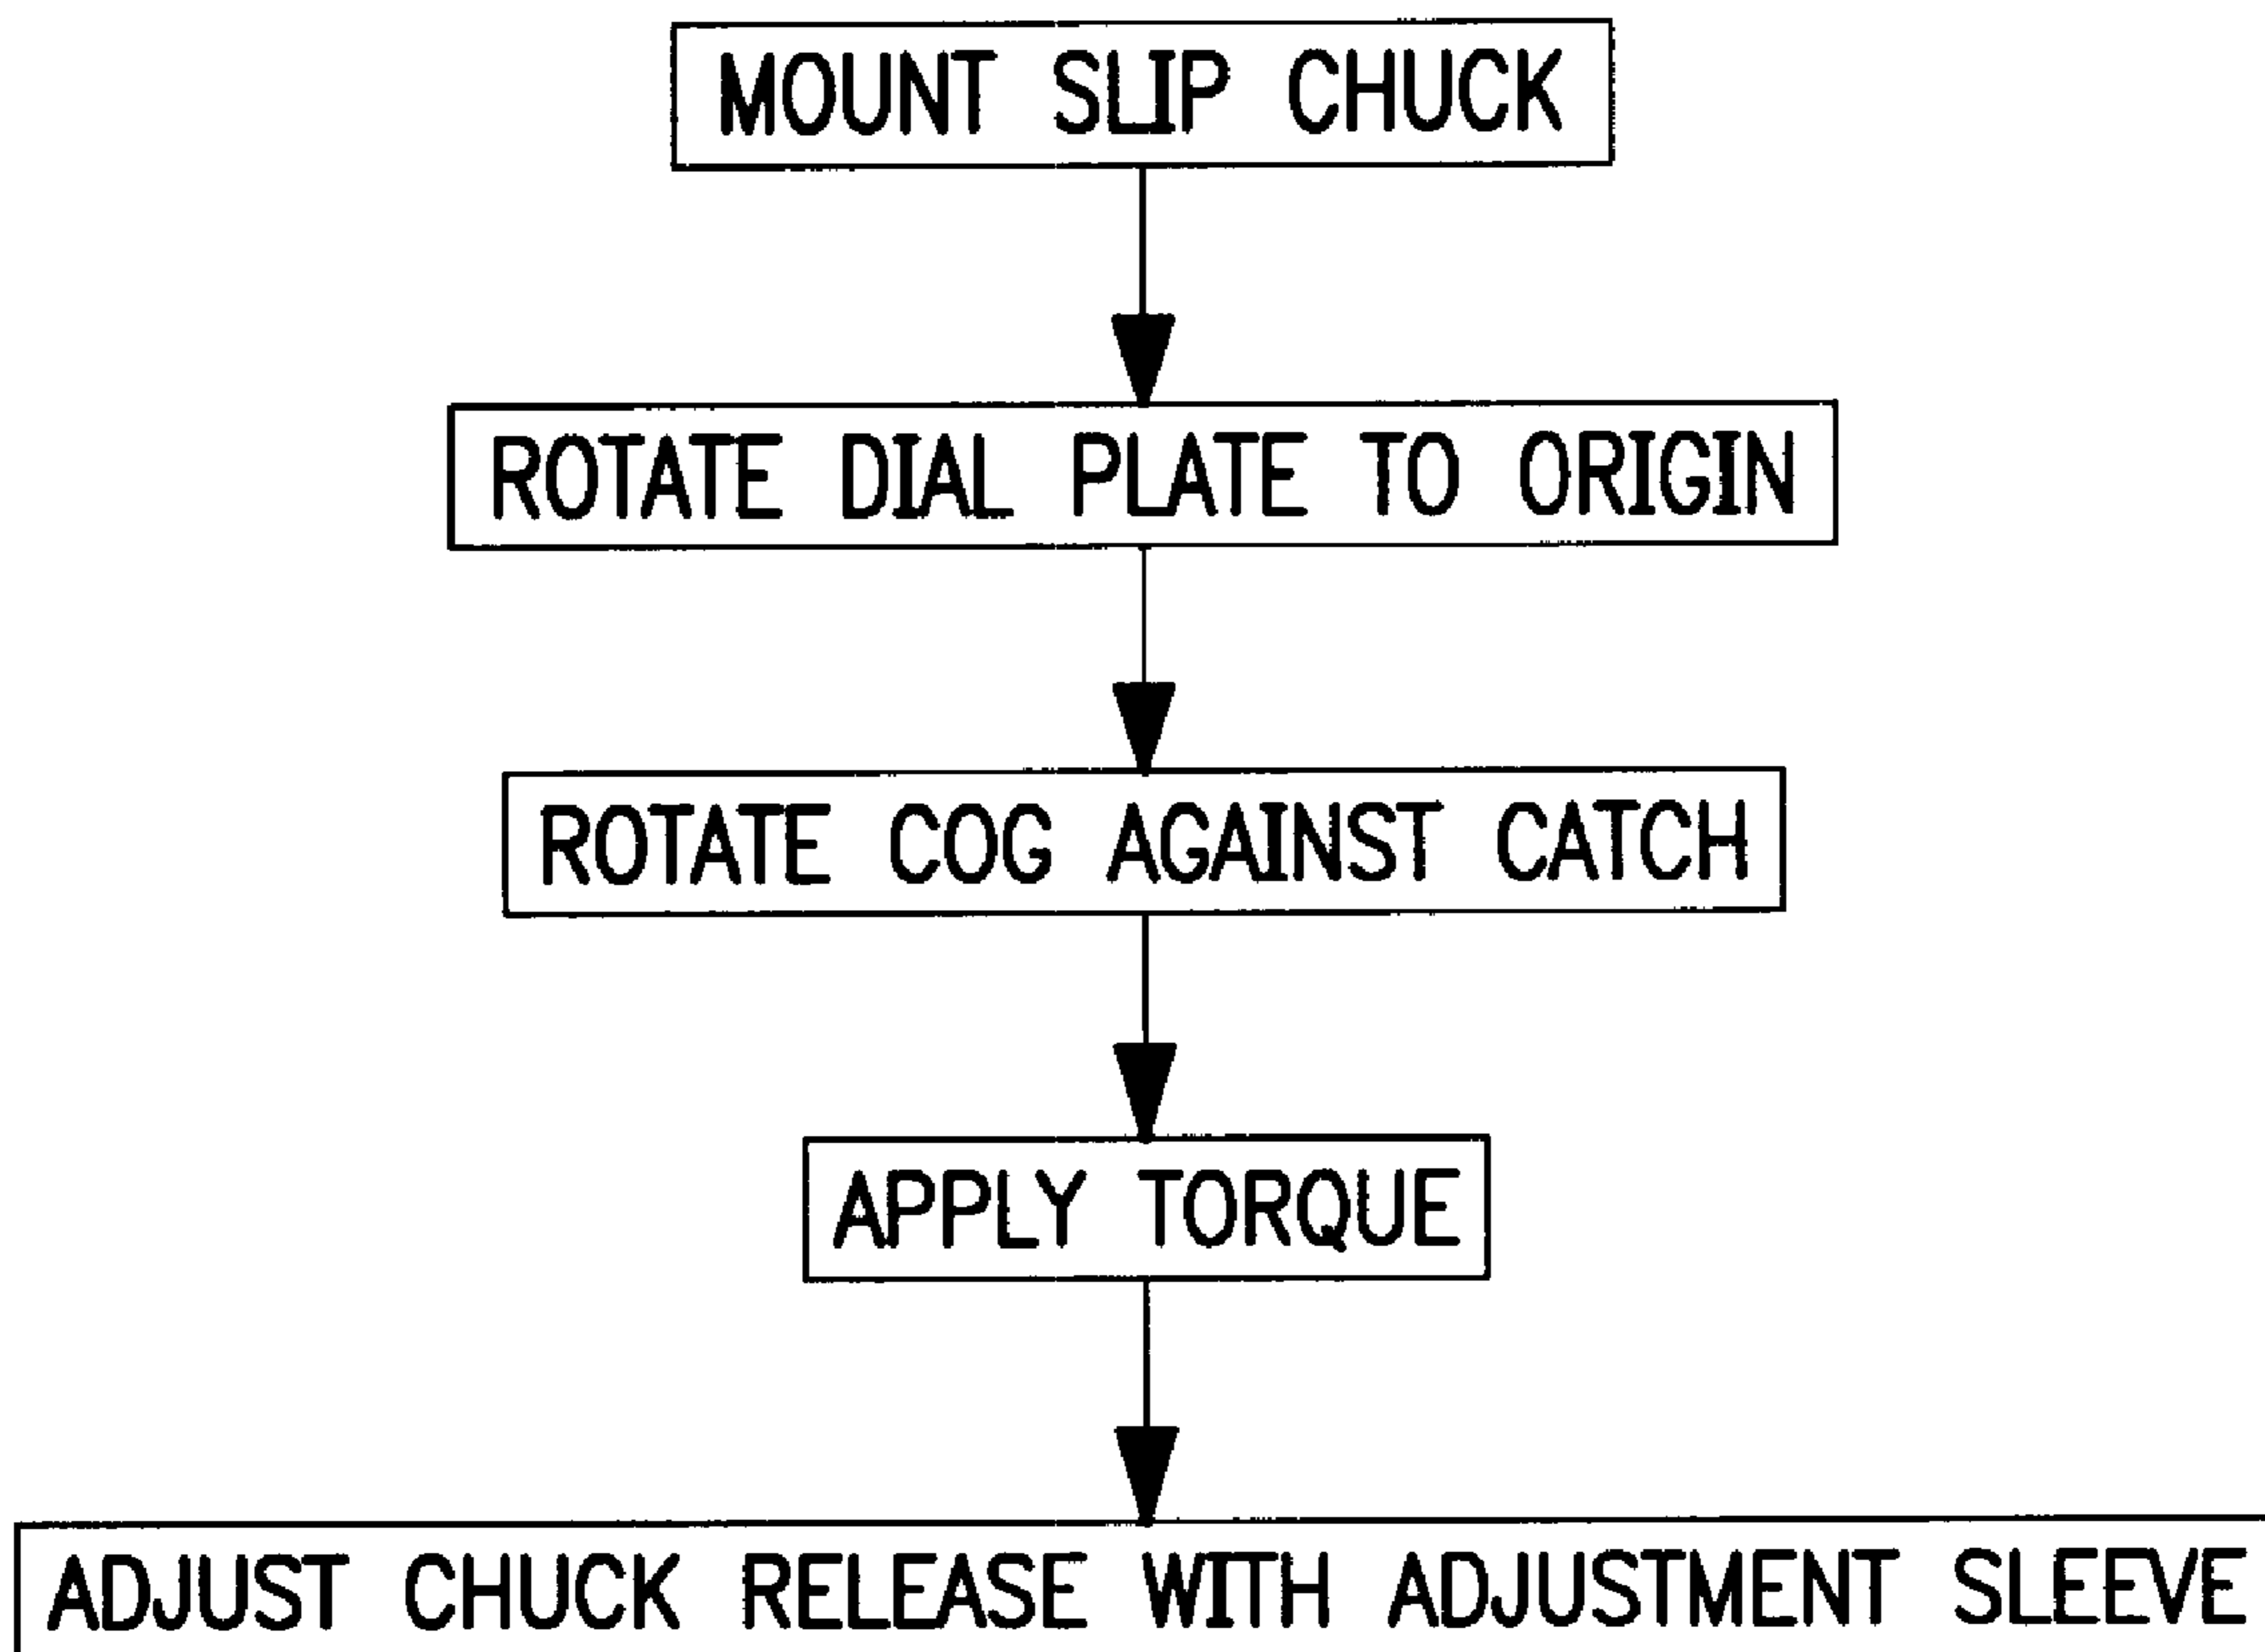 MOUNT SLIP CHUCK
ROTATE DIAL PLATE TO ORIGIN
ROTATE COG AGAINST CATCH
APPLY TORQUE
ADJUST CHUCK RELEASE WITH ADJUSTMENT SLEEVE